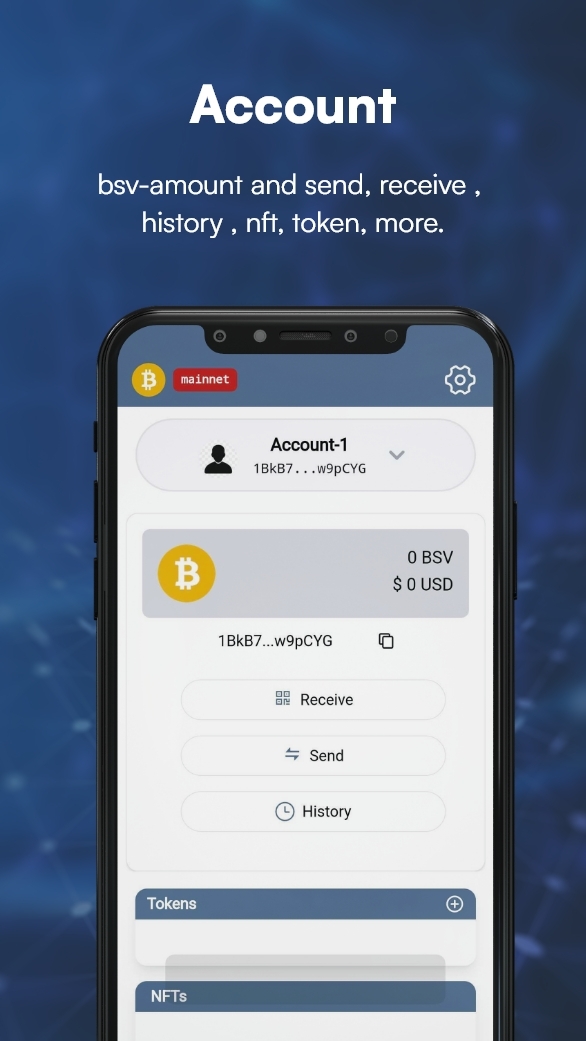 Account
bsv-amount and send, receive ,
history , nft, token, more.
mainnet
Account-1
1BkB7...w9pCYG
0 BSV
$ 0 USD
1BkB7...w9pCYG
Receive
Send
History
Tokens
NFTs